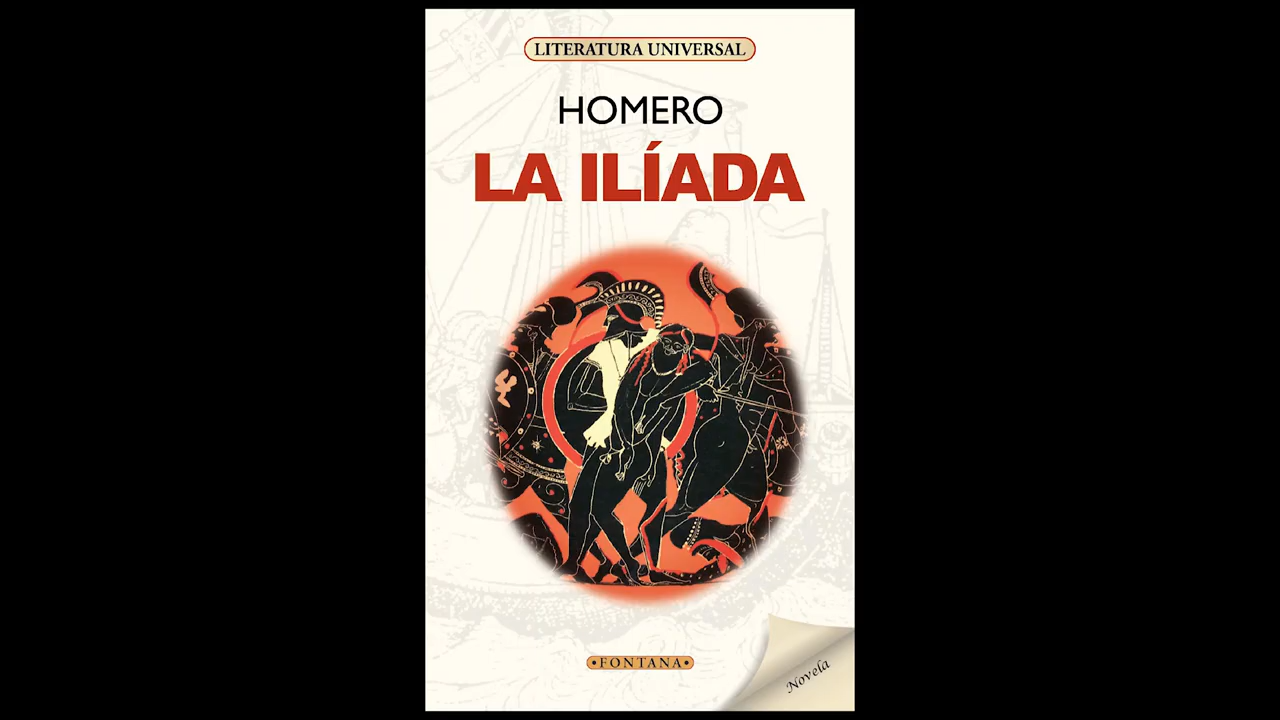 LITERATURA UNIVERSAL
HOMERO
LA ILÍADA
•FONTANA•
Novela